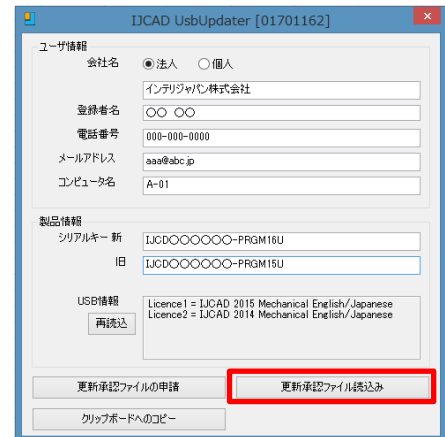 IJCAD UsbUpdater [01701162]
ユーザ情報
会社名 法人 個人
インテリジャパン株式会社
登録者名 〇〇 〇〇
電話番号 000-000-0000
メールアドレス aaa@abc.jp
コンピュータ名 A-01
製品情報
シリアルキー 新 IJCD〇〇〇〇〇〇-PRGM16U
旧 IJCD〇〇〇〇〇〇-PRGM15U
USB情報 Licence1 = IJCAD 2015 Mechanical English/Japanese
Licence2 = IJCAD 2014 Mechanical English/Japanese
再読込
更新承認ファイルの申請 更新承認ファイル読込み
クリップボードへのコピー